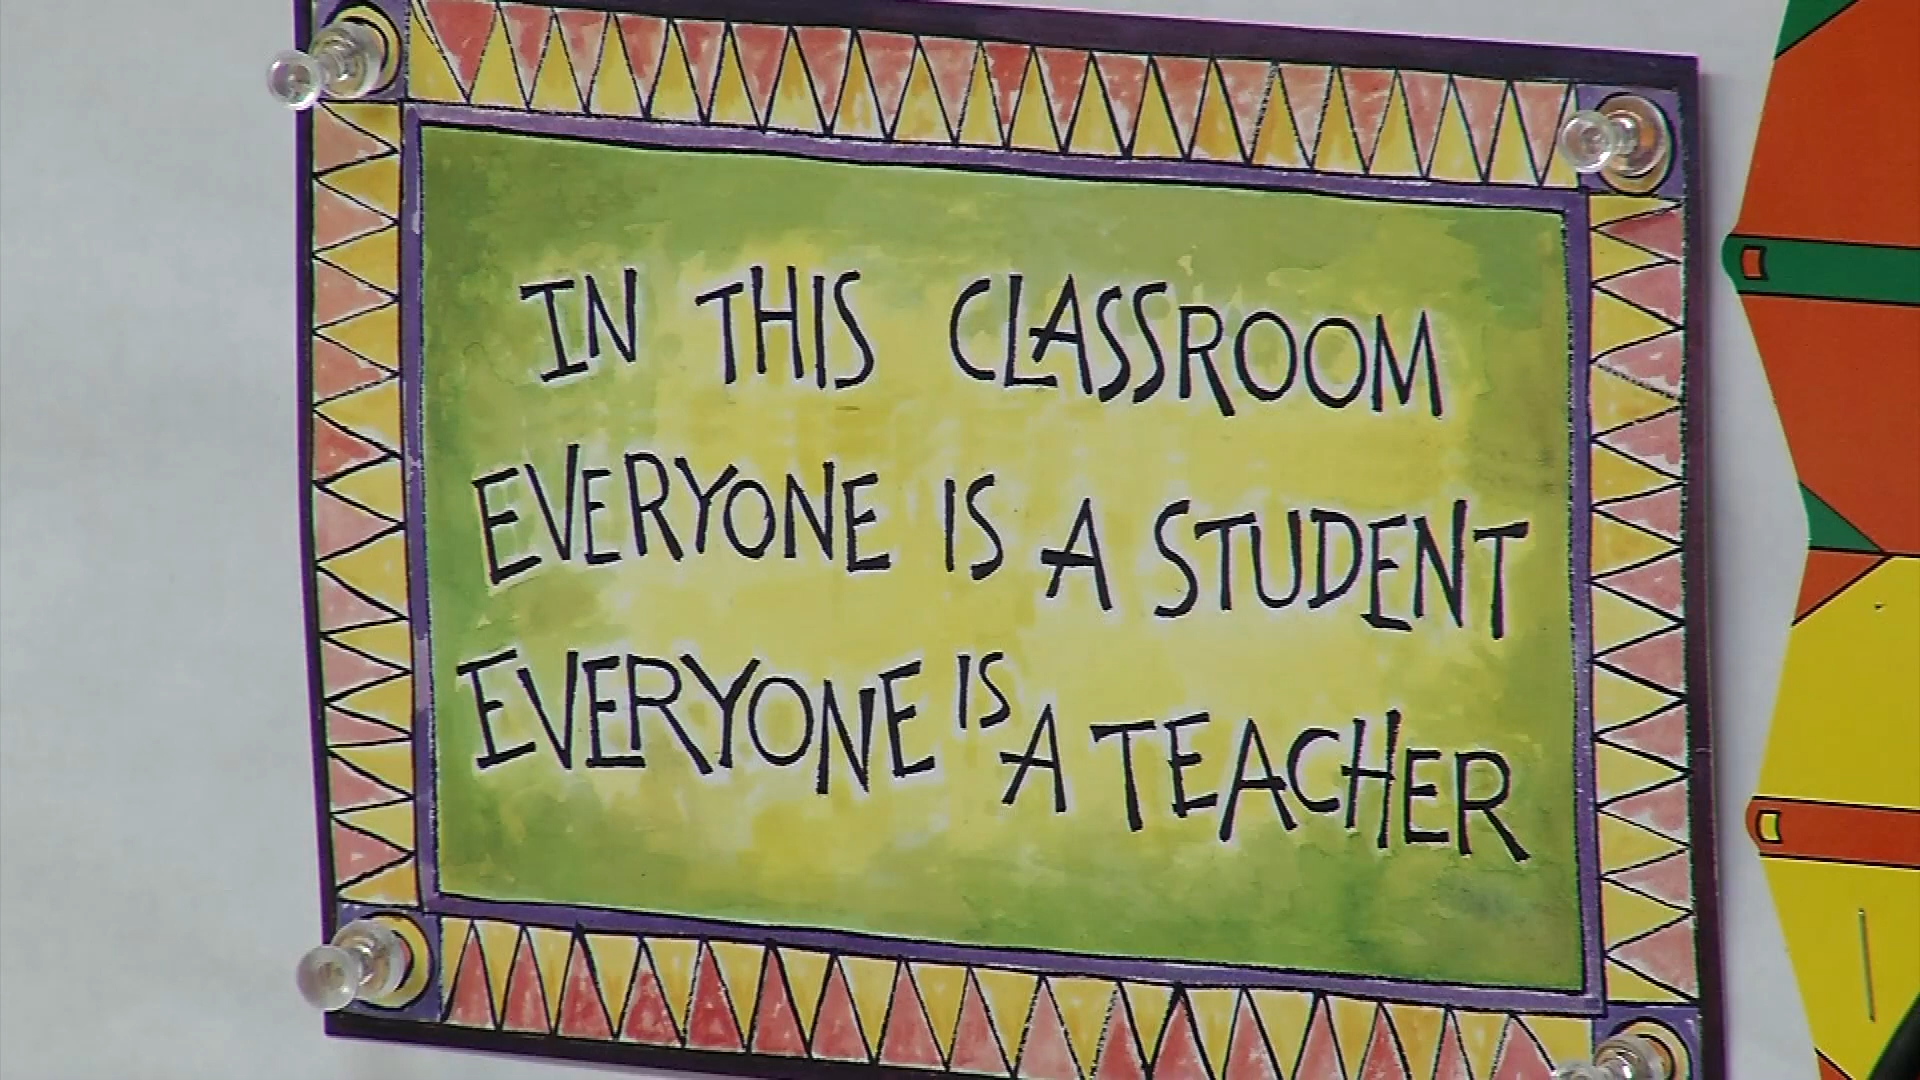 IN THIS CLASSROOM
EVERYONE IS A STUDENT
EVERYONE IS A TEACHER